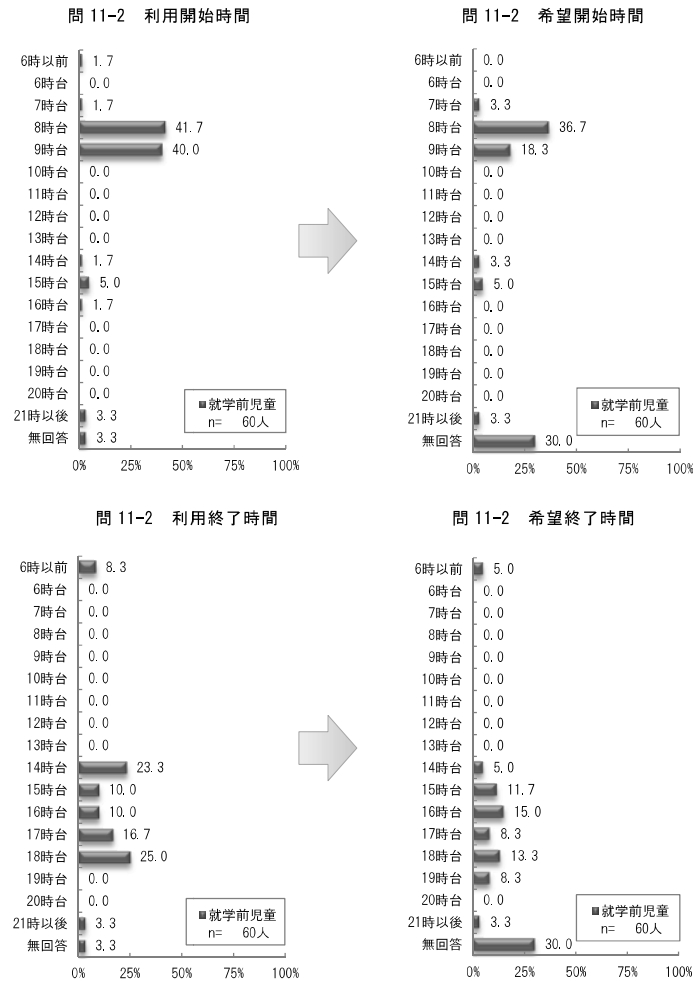 問 11-2　利用開始時間
6時以前 1.7
6時台 0.0
7時台 1.7
8時台 41.7
9時台 40.0
10時台 0.0
11時台 0.0
12時台 0.0
13時台 0.0
14時台 1.7
15時台 5.0
16時台 1.7
17時台 0.0
18時台 0.0
19時台 0.0
20時台 0.0
21時以後 3.3
無回答 3.3
就学前児童
n= 60人
0% 25% 50% 75% 100%
問 11-2　希望開始時間
6時以前 0.0
6時台 0.0
7時台 3.3
8時台 36.7
9時台 18.3
10時台 0.0
11時台 0.0
12時台 0.0
13時台 0.0
14時台 3.3
15時台 5.0
16時台 0.0
17時台 0.0
18時台 0.0
19時台 0.0
20時台 0.0
21時以後 3.3
無回答 30.0
就学前児童
n= 60人
0% 25% 50% 75% 100%
問 11-2　利用終了時間
6時以前 8.3
6時台 0.0
7時台 0.0
8時台 0.0
9時台 0.0
10時台 0.0
11時台 0.0
12時台 0.0
13時台 0.0
14時台 23.3
15時台 10.0
16時台 10.0
17時台 16.7
18時台 25.0
19時台 0.0
20時台 0.0
21時以後 3.3
無回答 3.3
就学前児童
n= 60人
0% 25% 50% 75% 100%
問 11-2　希望終了時間
6時以前 5.0
6時台 0.0
7時台 0.0
8時台 0.0
9時台 0.0
10時台 0.0
11時台 0.0
12時台 0.0
13時台 0.0
14時台 5.0
15時台 11.7
16時台 15.0
17時台 8.3
18時台 13.3
19時台 8.3
20時台 0.0
21時以後 3.3
無回答 30.0
就学前児童
n= 60人
0% 25% 50% 75% 100%